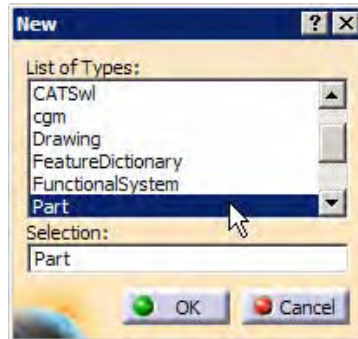 New
List of Types:
CATSwl
cgm
Drawing
FeatureDictionary
FunctionalSystem
Part
Selection:
Part
OK Cancel